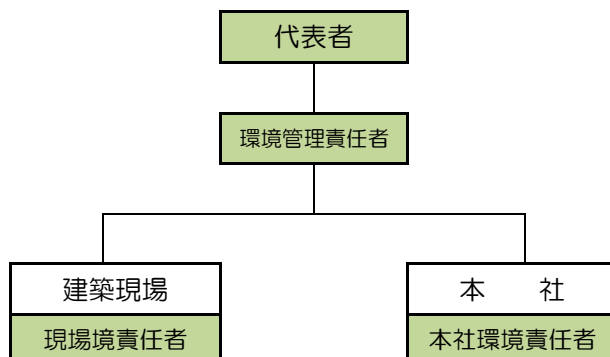 代表者
環境管理責任者
建築現場
現場境責任者
本　　社
本社環境責任者